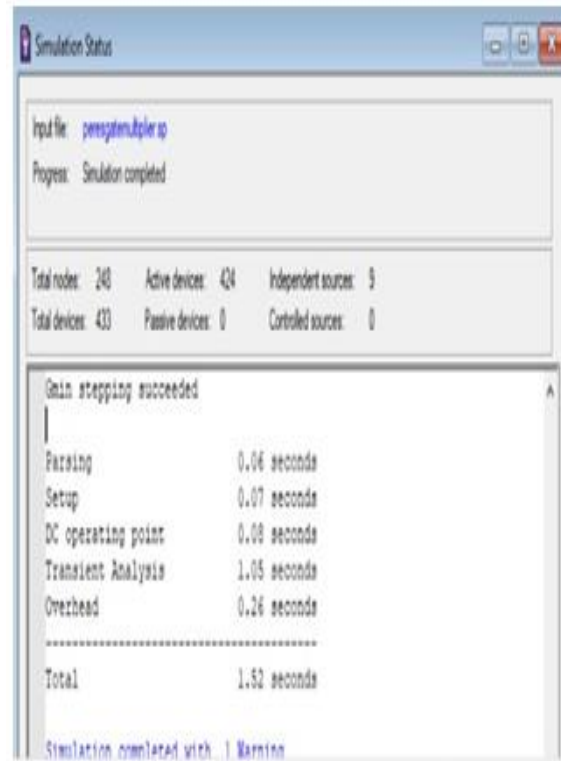 Simulation Status
Input file: peresgatemultiplier.sp
Progress: Simulation completed
Total nodes: 248 Active devices: 424 Independent sources: 9
Total devices: 433 Passive devices: 0 Controlled sources: 0
Gmin stepping succeeded
Parsing 0.06 seconds
Setup 0.07 seconds
DC operating point 0.08 seconds
Transient Analysis 1.05 seconds
Overhead 0.26 seconds
-----------------------------------------
Total 1.52 seconds
Simulation completed with 1 Warning